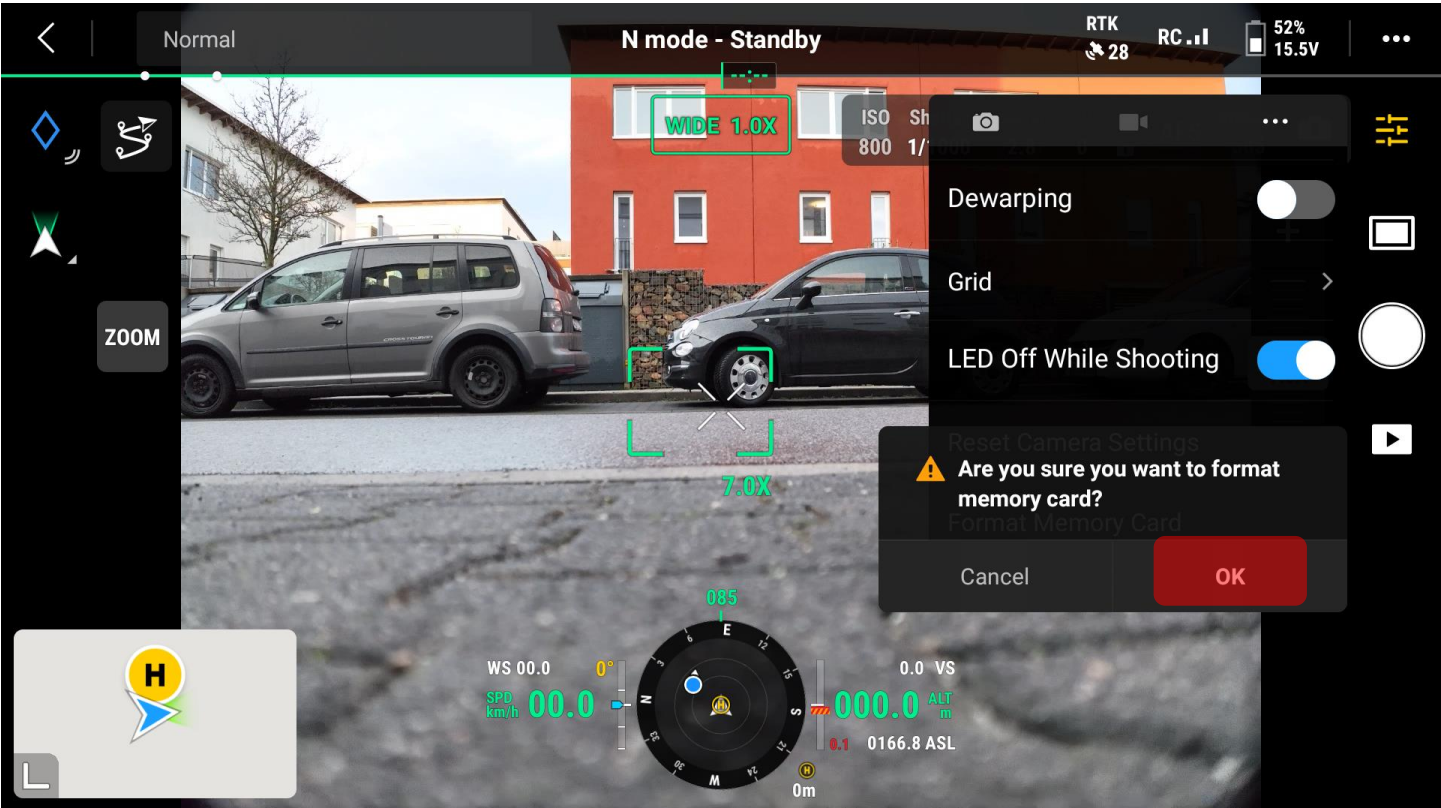 Normal
N mode - Standby
RTK
28
RC
52%
15.5V
--:--
WIDE 1.0X
ISO
Sh
800
1/
Dewarping
Grid
LED Off While Shooting
ZOOM
Reset Camera Settings
Are you sure you want to format
memory card?
Format Memory Card
Cancel
OK
7.0X
085
E
6
12
3
15
N
S
33
21
30
W
24
H
H
H
0m
WS 00.0
0°
SPD
km/h
00.0
0.0 VS
000.0
ALT
m
0.1
0166.8 ASL